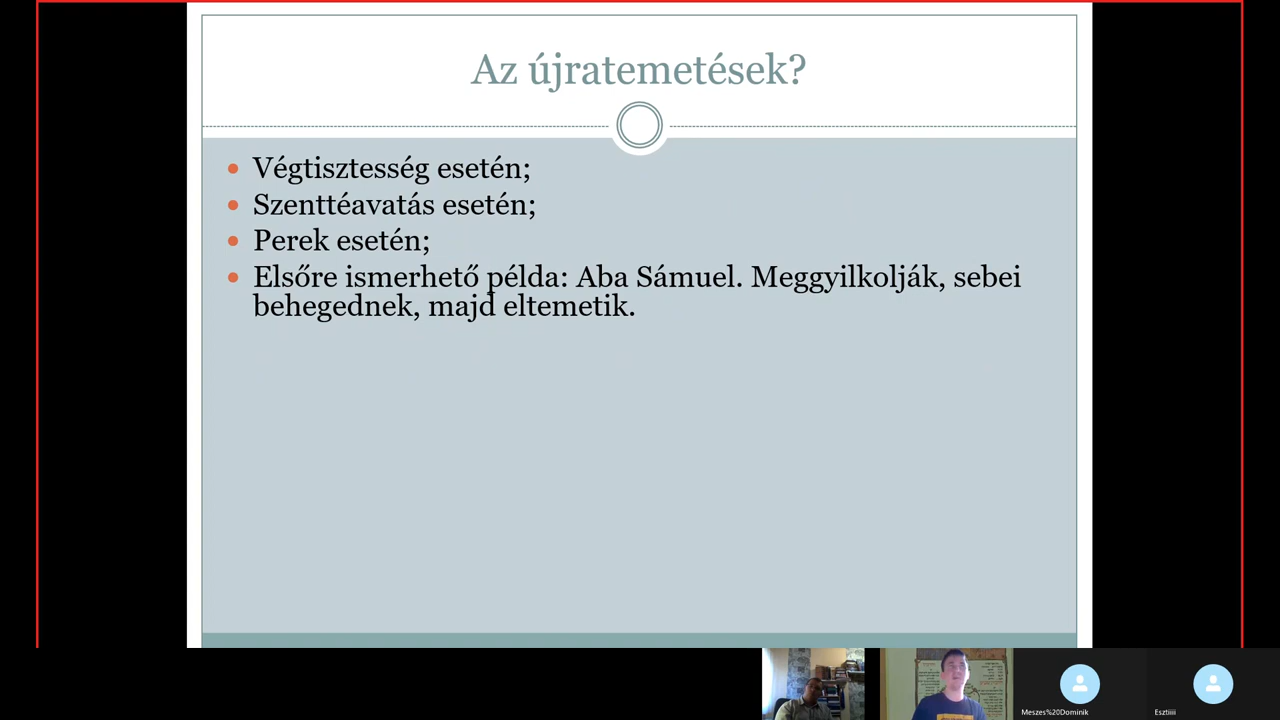 Az újratemetések?
Végtisztesség esetén;
Szenttéavatás esetén;
Perek esetén;
Elsőre ismerhető példa: Aba Sámuel. Meggyilkolják, sebei
behegednek, majd eltemetik.
Meszes%20Dominik
Esztiiii